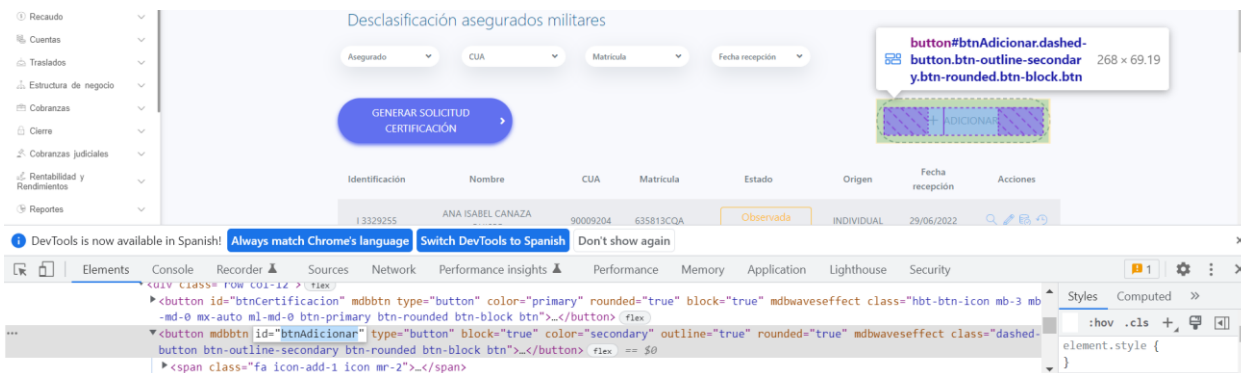 Recaudo
Cuentas
Traslados
Estructura de negocio
Cobranzas
Cierre
Cobranzas judiciales
Rentabilidad y
Rendimientos
Reportes
Desclasificación asegurados militares
Asegurado CUA Matricula Fecha recepción
GENERAR SOLICITUD
CERTIFICACIÓN
button#btnAdicionar.dashed-
button.btn-outline-secondar
y.btn-rounded.btn-block.btn
268 × 69.19
+ ADICIONAR
Identificación Nombre CUA Matricula Estado Origen Fecha recepción Acciones
I 3329255 ANA ISABEL CANAZA 90009204 635813CQA Observada INDIVIDUAL 29/06/2022
DevTools is now available in Spanish! Always match Chrome's language Switch DevTools to Spanish Don't show again
Elements Console Recorder Sources Network Performance insights Performance Memory Application Lighthouse Security 1
<div class="row col-12"> flex
<button id="btnCertificacion" mdbbtn type="button" color="primary" rounded="true" block="true" mdbwaveseffect class="hbt-btn-icon mb-3 mb
-md-0 mx-auto ml-md-0 btn-primary btn-rounded btn-block btn">…</button> flex
<button mdbbtn id="btnAdicionar" type="button" block="true" color="secondary" outline="true" rounded="true" mdbwaveseffect class="dashed-
button btn-outline-secondary btn-rounded btn-block btn">…</button> flex == $0
<span class="fa icon-add-1 icon mr-2">…</span>
Styles Computed »
:hov .cls +
element.style {
}